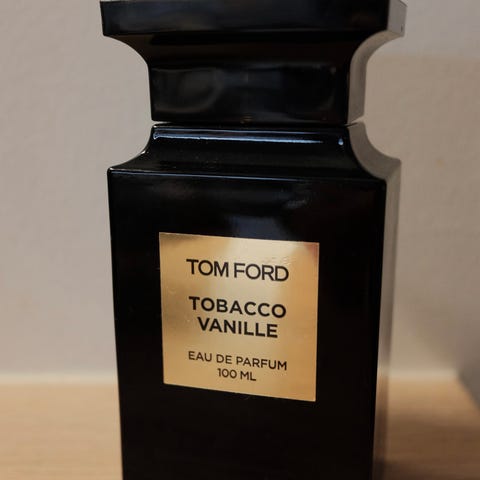 TOM FORD
TOBACCO
VANILLE
EAU DE PARFUM
100 ML